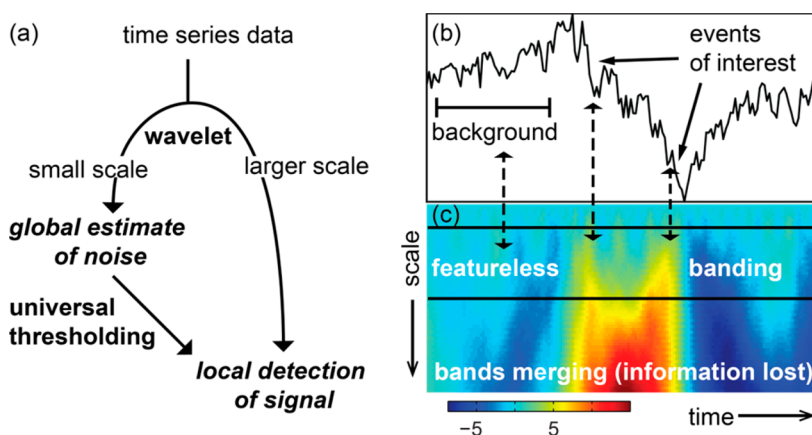 (a)
time series data
wavelet
small scale
larger scale
global estimate
of noise
universal
thresholding
local detection
of signal
(b)
events
of interest
background
(c)
scale
featureless
banding
bands merging (information lost)
−5
5
time